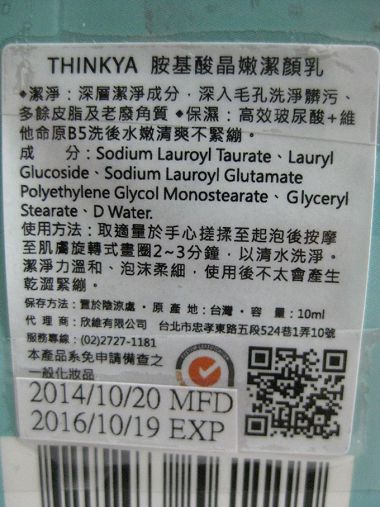 THINKYA 胺基酸晶嫩潔顏乳
◆潔淨：深層潔淨成分，深入毛孔洗淨髒污、
多餘皮脂及老廢角質 ◆保濕：高效玻尿酸+維
他命原B5洗後水嫩清爽不緊繃。
成　　分：Sodium Lauroyl Taurate、Lauryl
Glucoside、Sodium Lauroyl Glutamate
Polyethylene Glycol Monostearate、Glyceryl
Stearate、D Water.
使用方法：取適量於手心搓揉至起泡後按摩
至肌膚旋轉式畫圈2~3分鐘，以清水洗淨。
潔淨力溫和、泡沫柔細，使用後不太會產生
乾澀緊繃。
保存方法：置於陰涼處‧原 產 地：台灣‧容　量：10ml
代 理 商：欣維有限公司　台北市忠孝東路五段524巷1弄10號
服務專線：(02)2727-1181
本產品系免申請備查之
一般化妝品
2014/10/20 MFD
2016/10/19 EXP